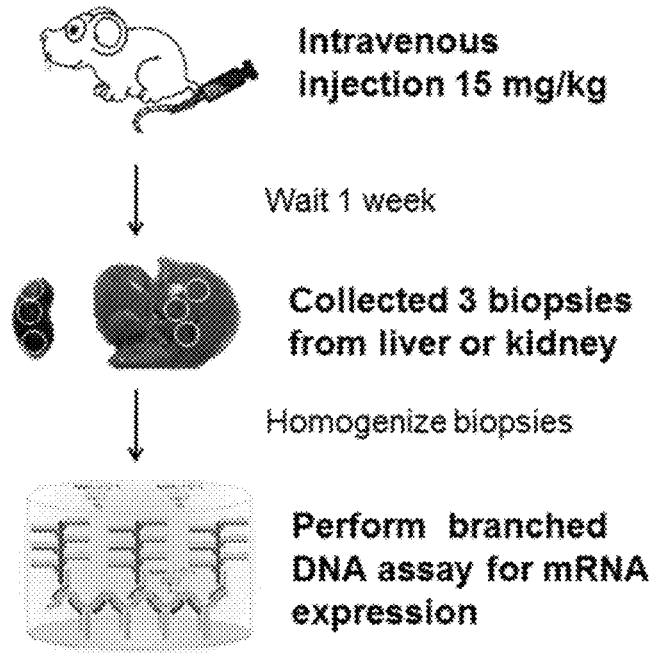 Intravenous
injection 15 mg/kg
Wait 1 week
Collected 3 biopsies
from liver or kidney
Homogenize biopsies
Perform branched
DNA assay for mRNA
expression